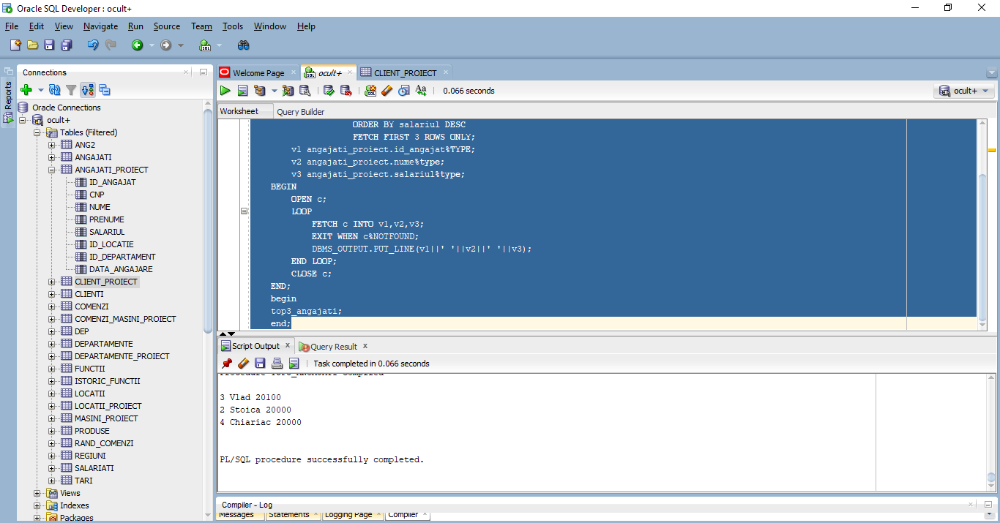 Oracle SQL Developer : ocult+
File Edit View Navigate Run Source Team Tools Window Help
Reports
Connections
Oracle Connections
ocult+
Tables (Filtered)
ANG2
ANGAJATI
ANGAJATI_PROIECT
ID_ANGAJAT
CNP
NUME
PRENUME
SALARIUL
ID_LOCATIE
ID_DEPARTAMENT
DATA_ANGAJARE
CLIENT_PROIECT
CLIENTI
COMENZI
COMENZI_MASINI_PROIECT
DEP
DEPARTAMENTE
DEPARTAMENTE_PROIECT
FUNCTII
ISTORIC_FUNCTII
LOCATII
LOCATII_PROIECT
MASINI_PROIECT
PRODUSE
RAND_COMENZI
REGIUNI
SALARIATI
TARI
Views
Indexes
Packages
Welcome Page ocult+ CLIENT_PROIECT
0.066 seconds ocult+
Worksheet Query Builder
ORDER BY salariul DESC
FETCH FIRST 3 ROWS ONLY;
v1 angajati_proiect.id_angajat%TYPE;
v2 angajati_proiect.nume%type;
v3 angajati_proiect.salariul%type;
BEGIN
OPEN c;
LOOP
FETCH c INTO v1,v2,v3;
EXIT WHEN c%NOTFOUND;
DBMS_OUTPUT.PUT_LINE(v1||' '||v2||' '||v3);
END LOOP;
CLOSE c;
END;
begin
top3_angajati;
end;
Script Output Query Result
Task completed in 0.066 seconds
Procedure TOP3_ANGAJATI compiled
3 Vlad 20100
2 Stoica 20000
4 Chiariac 20000
PL/SQL procedure successfully completed.
Compiler - Log
Messages Statements Logging Page Compiler